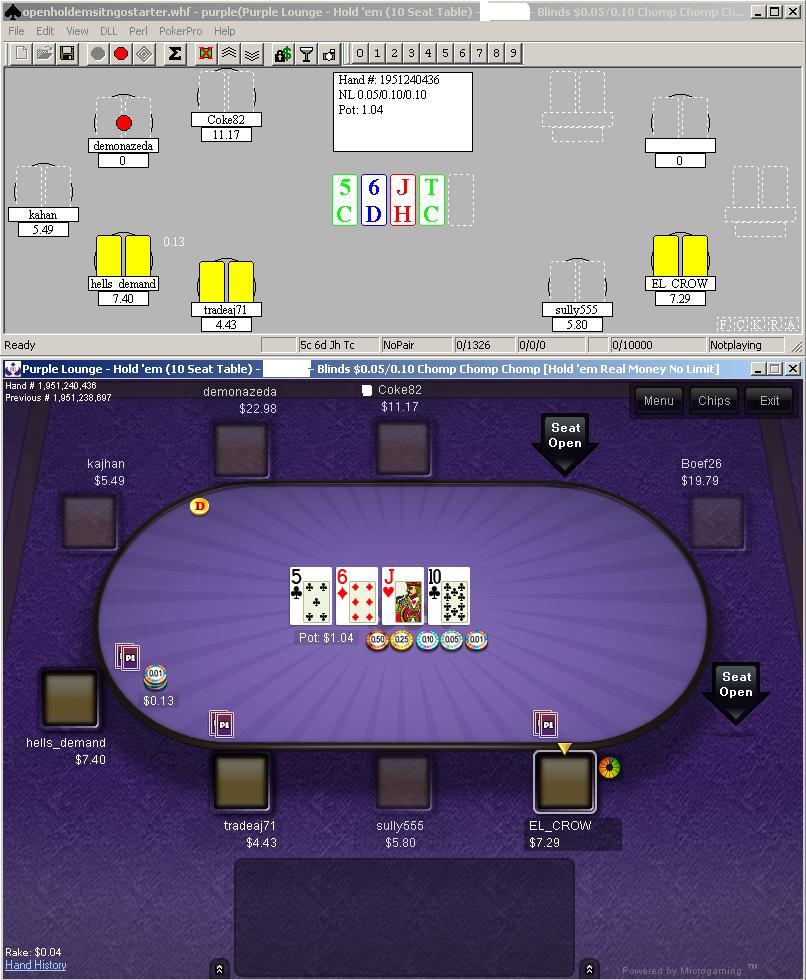 openholdemsitngostarter.whf - purple(Purple Lounge - Hold 'em (10 Seat Table) - - Blinds $0.05/0.10 Chomp Chomp Ch...
File Edit View DLL Perl PokerPro Help
0 1 2 3 4 5 6 7 8 9
Hand #: 1951240436
NL 0.05/0.10/0.10
Pot: 1.04
Coke82
11.17
demonazeda
0
0
kahan
5.49
5 6 J T
C D H C
hells_demand
7.40
0.13
tradeaj71
4.43
sully555
5.80
EL_CROW
7.29
F C K R A
Ready 5c 6d Jh Tc NoPair 0/1326 0/0/0 0/10000 Notplaying
Purple Lounge - Hold 'em (10 Seat Table) - - Blinds $0.05/0.10 Chomp Chomp Chomp [Hold 'em Real Money No Limit]
Hand # 1,951,240,436
Previous # 1,951,238,697
demonazeda
$22.98
Coke82
$11.17
Menu Chips Exit
Seat
Open
kajhan
$5.49
Boef26
$19.79
D
5 6 J 10
Pot: $1.04 0.50 0.25 0.10 0.05 0.01
PL
0.01
$0.13
Seat
Open
PL
PL
hells_demand
$7.40
tradeaj71
$4.43
sully555
$5.80
EL_CROW
$7.29
Rake: $0.04
Hand History
Powered by Microgaming ™